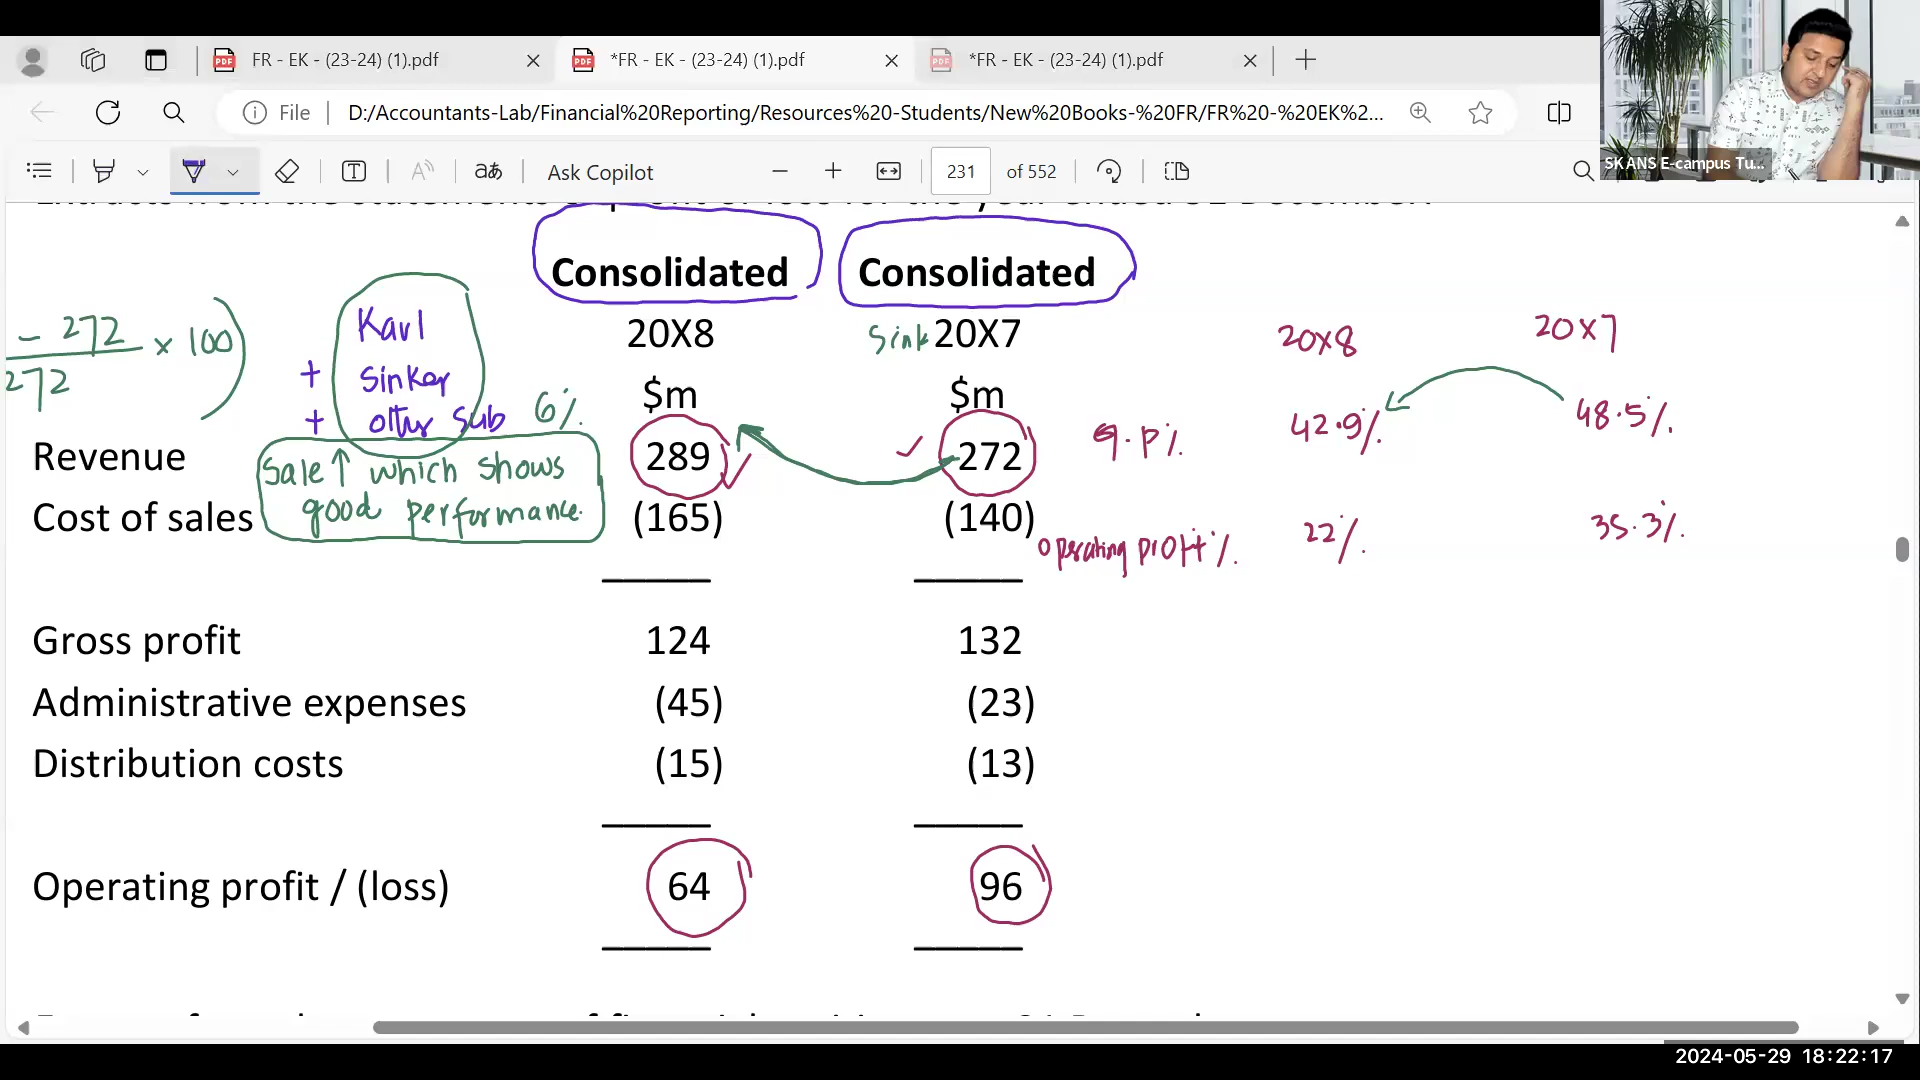 FR - EK - (23-24) (1).pdf
*FR - EK - (23-24) (1).pdf
*FR - EK - (23-24) (1).pdf
File
D:/Accountants-Lab/Financial%20Reporting/Resources%20-Students/New%20Books-%20FR/FR%20-%20EK%2...
SKANS E-campus Tu...
Ask Copilot
231 of 552
Consolidated Consolidated
20X8 Sink 20X7
$m $m
- 272
272
x 100
Karl
+ Sinker
+ other Sub
6%
20x8 20x7
Revenue 289 272
G.P% 42.9% 48.5%
Sale ↑ which shows
good performance.
Cost of sales (165) (140)
Operating profit% 22% 35.3%
Gross profit 124 132
Administrative expenses (45) (23)
Distribution costs (15) (13)
Operating profit / (loss) 64 96
2024-05-29 18:22:17